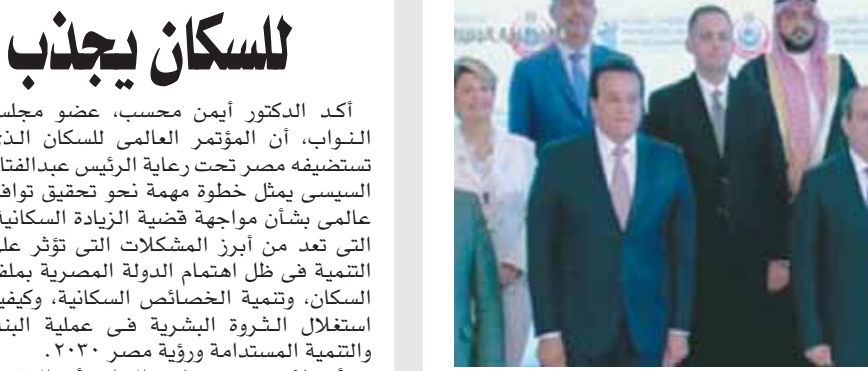 للسكان يجذب
أكد الدكتور أيمن محسب، عضو مجلس
النواب، أن المؤتمر العالمى للسكان الذى
تستضيفه مصر تحت رعاية الرئيس عبدالفتا
السيسى يمثل خطوة مهمة نحو تحقيق توافق
عالمى بشأن مواجهة قضية الزيادة السكانية
التى تعد من أبرز المشكلات التى تؤثر على
التنمية فى ظل اهتمام الدولة المصرية بملف
السكان، وتنمية الخصائص السكانية، وكيفية
استغلال الثروة البشرية فى عملية البنا
والتنمية المستدامة ورؤية مصر ٢٠٣٠.